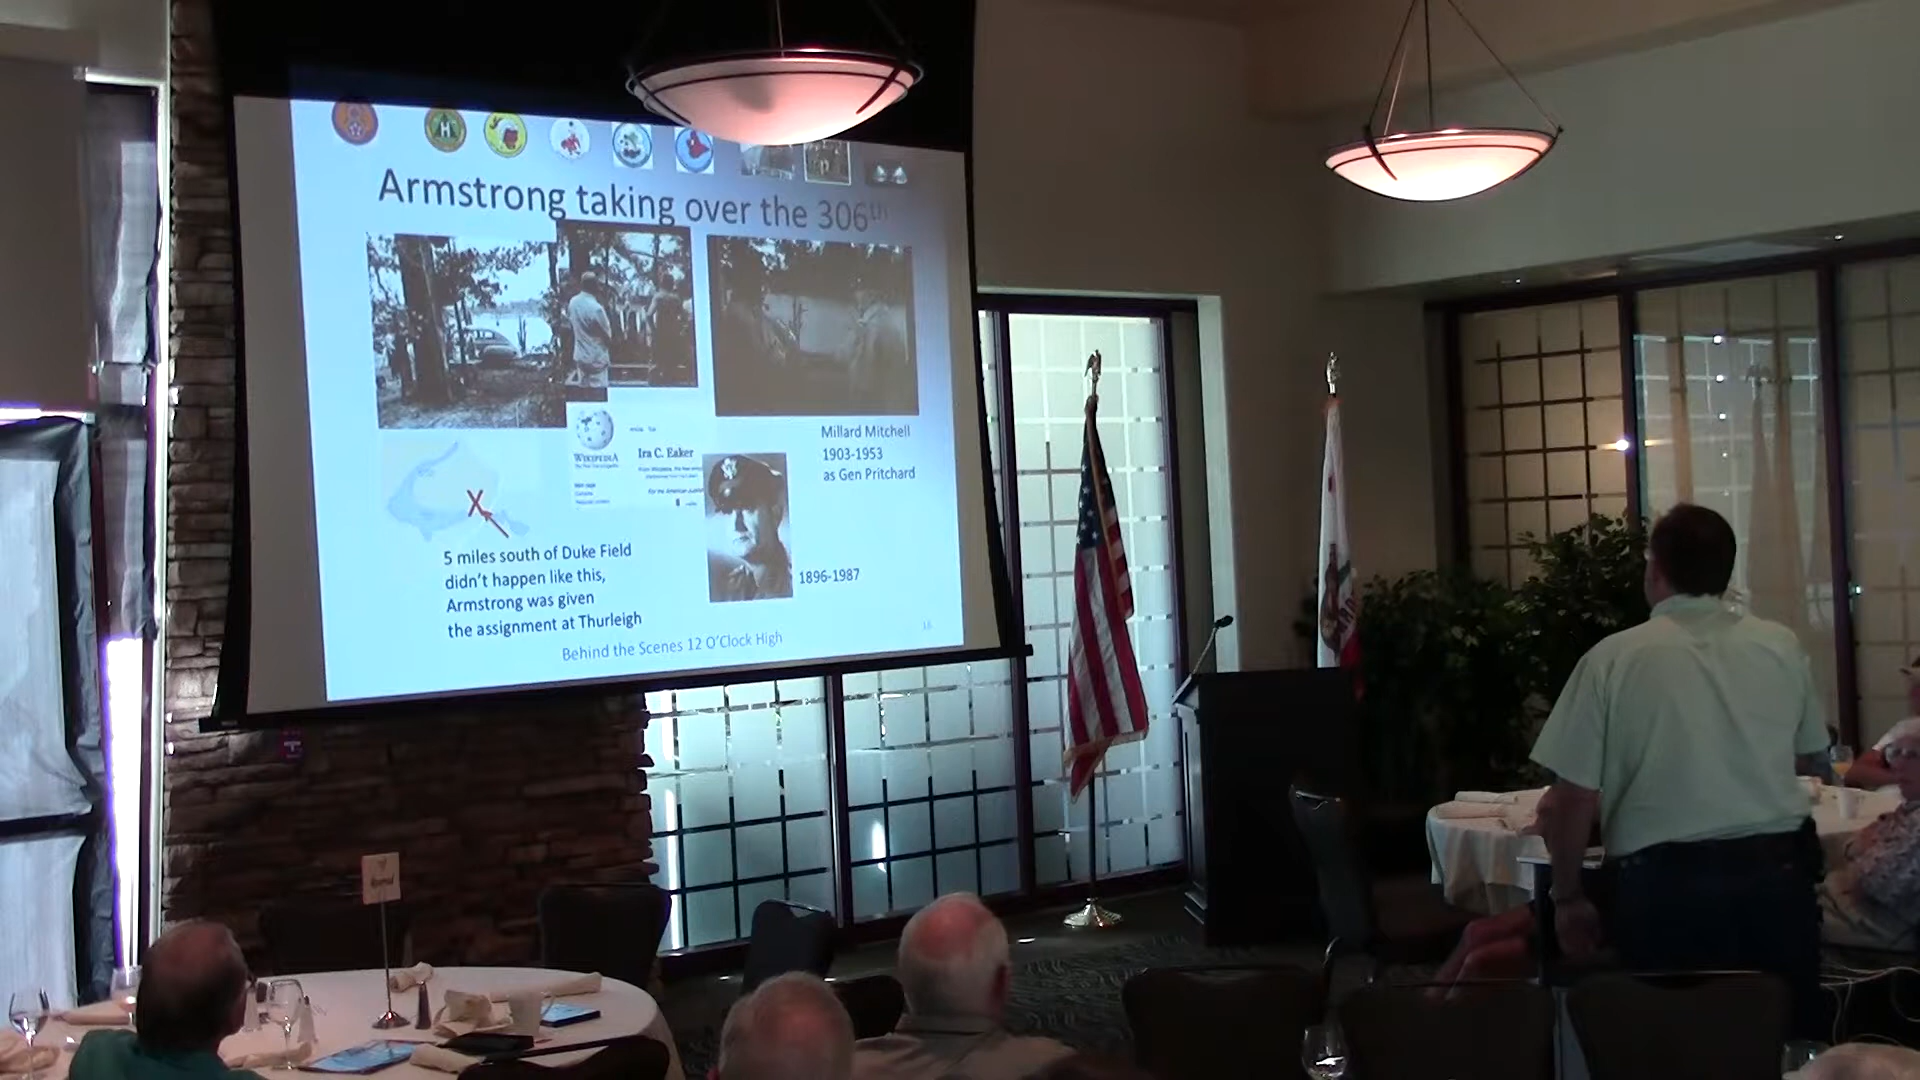 H
Armstrong taking over the 306th
WIKIPEDIA
Ira C. Eaker
Millard Mitchell
1903-1953
as Gen Pritchard
X
5 miles south of Duke Field
didn't happen like this,
Armstrong was given
the assignment at Thurleigh
1896-1987
Behind the Scenes 12 O'Clock High